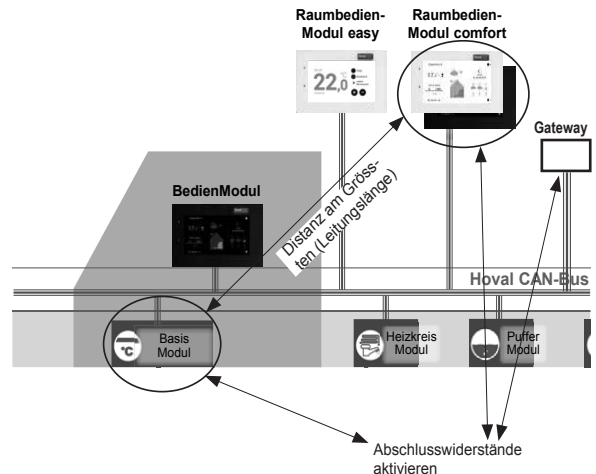 Raumbedien-
Modul easy
Raumbedien-
Modul comfort
22,0
Gateway
BedienModul
Distanz am Gröss-
ten (Leitungslänge)
Hoval CAN-Bus
°C
Basis
Modul
Heizkreis
Modul
Puffer
Modul
Abschlusswiderstände
aktivieren